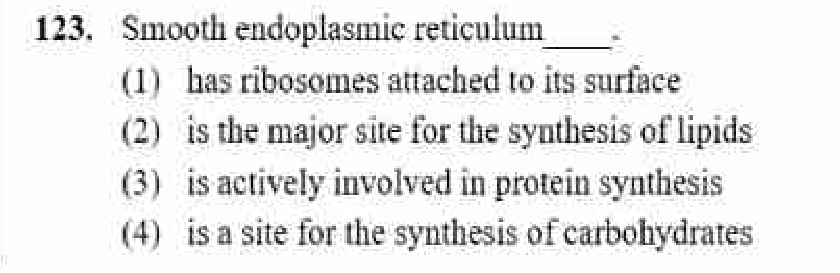 123. Smooth endoplasmic reticulum____.
(1) has ribosomes attached to its surface
(2) is the major site for the synthesis of lipids
(3) is actively involved in protein synthesis
(4) is a site for the synthesis of carbohydrates